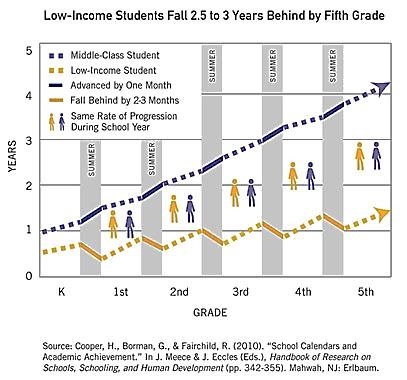 Low-Income Students Fall 2.5 to 3 Years Behind by Fifth Grade
5
4
3
2
1
0
YEARS
Middle-Class Student
Low-Income Student
Advanced by One Month
Fall Behind by 2-3 Months
Same Rate of Progression
During School Year
SUMMER
SUMMER
SUMMER
SUMMER
SUMMER
K
1st
2nd
3rd
4th
5th
GRADE
Source: Cooper, H., Borman, G., & Fairchild, R. (2010). “School Calendars and
Academic Achievement.” In J. Meece & J. Eccles (Eds.), Handbook of Research on
Schools, Schooling, and Human Development (pp. 342-355). Mahwah, NJ: Erlbaum.